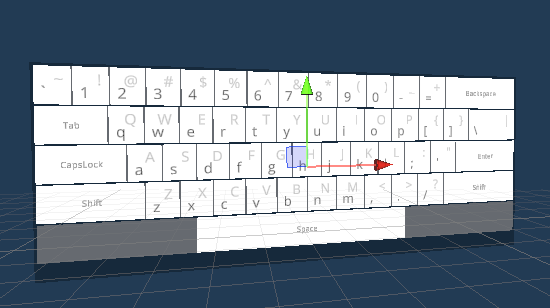 ` ~ 1 ! 2 @ 3 # 4 $ 5 % 6 ^ 7 & 8 9 ( 0 ) - _ = + Backspace
Tab q Q w W e E r R t T y Y u U i I o O p P [ { ] } \ |
CapsLock a A s S d D f F g G h H j J k K l L ; : ' " Enter
Shift z Z x X c C v V b B n N m M , < . > / ? Shift
Space